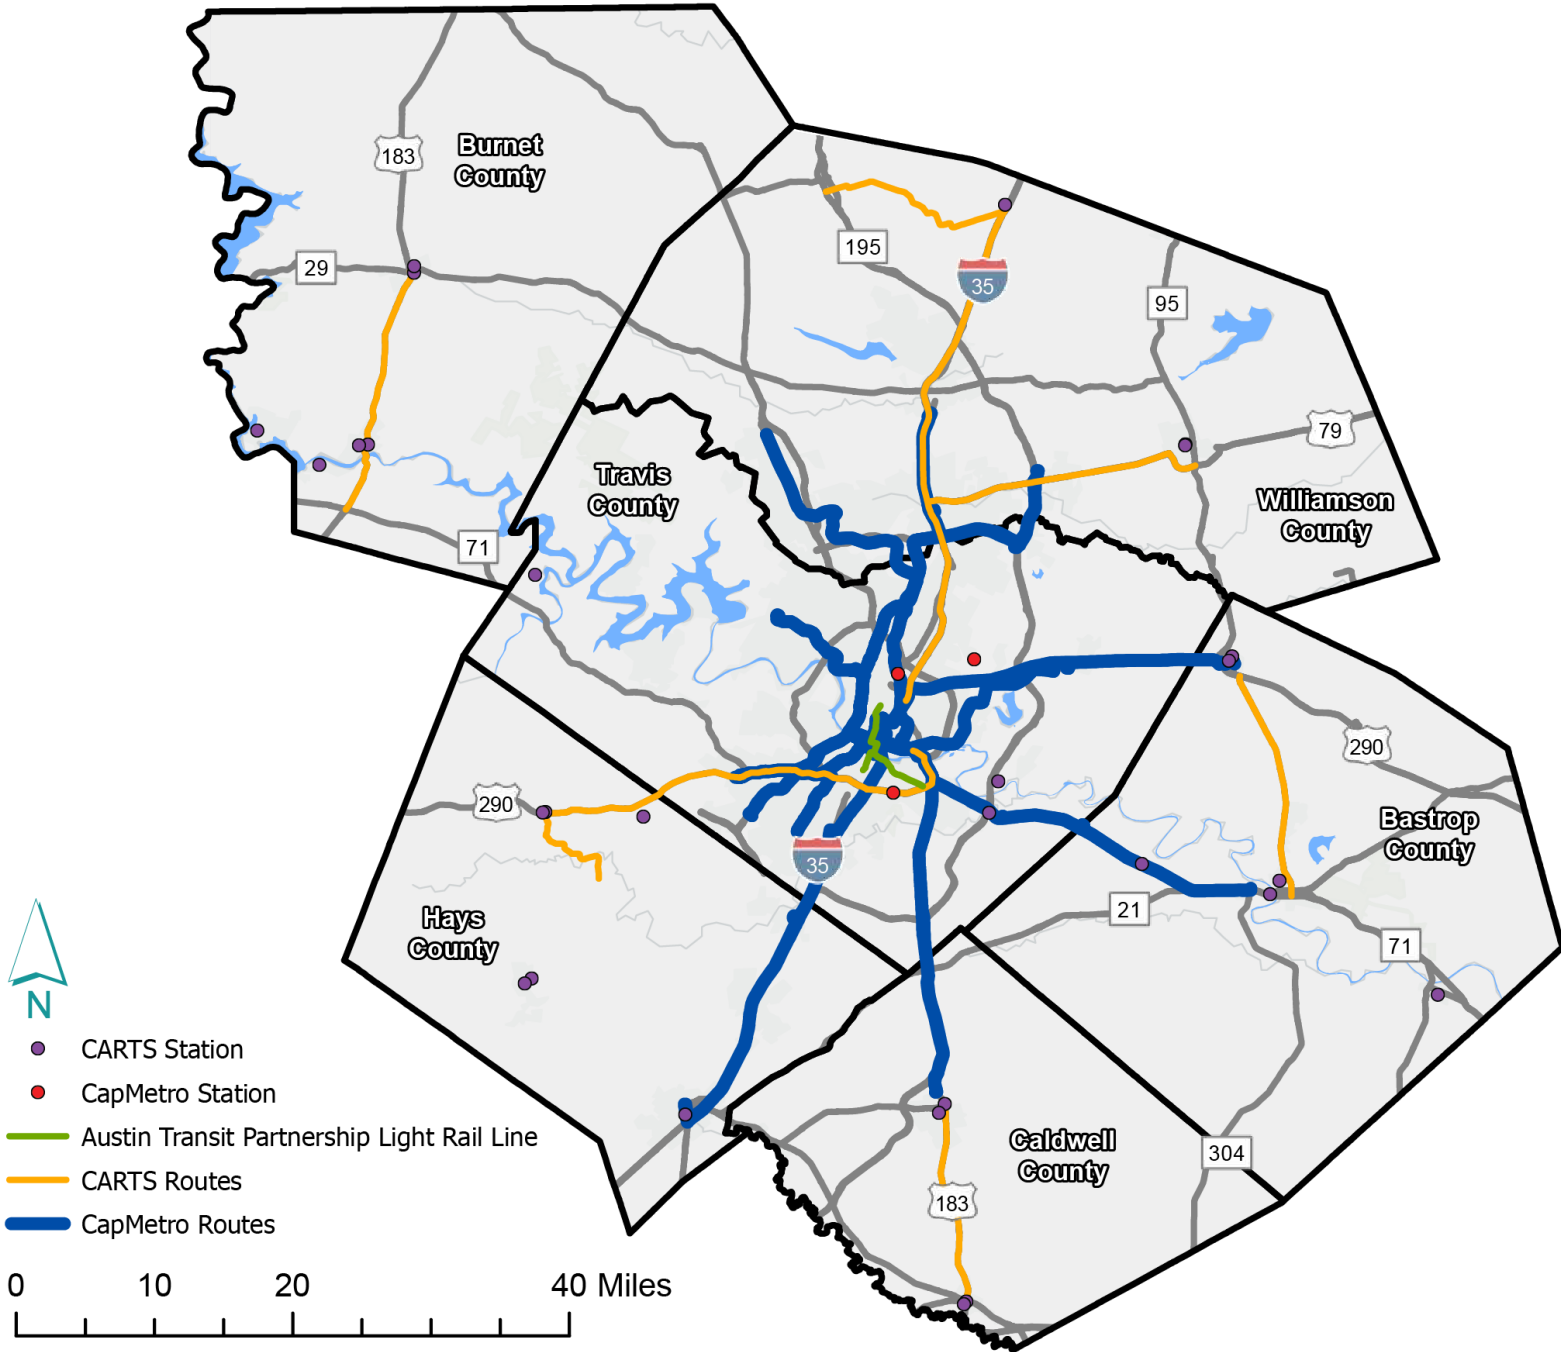 Burnet
County
183
195
29
35
95
79
Travis
County
Williamson
County
71
290
290
Bastrop
County
35
21
Hays
County
71
N
CARTS Station
CapMetro Station
Austin Transit Partnership Light Rail Line
CARTS Routes
CapMetro Routes
Caldwell
County
304
183
0 10 20 40 Miles